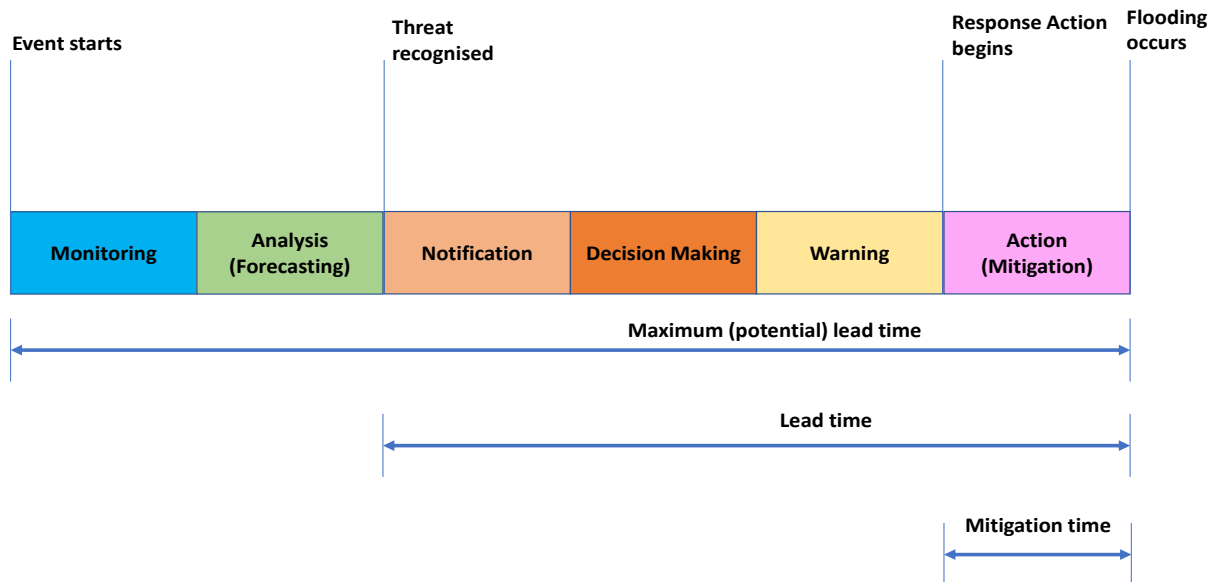 Event starts
Threat
recognised
Response Action
begins
Flooding
occurs
Monitoring
Analysis
(Forecasting)
Notification
Decision Making
Warning
Action
(Mitigation)
Maximum (potential) lead time
Lead time
Mitigation time